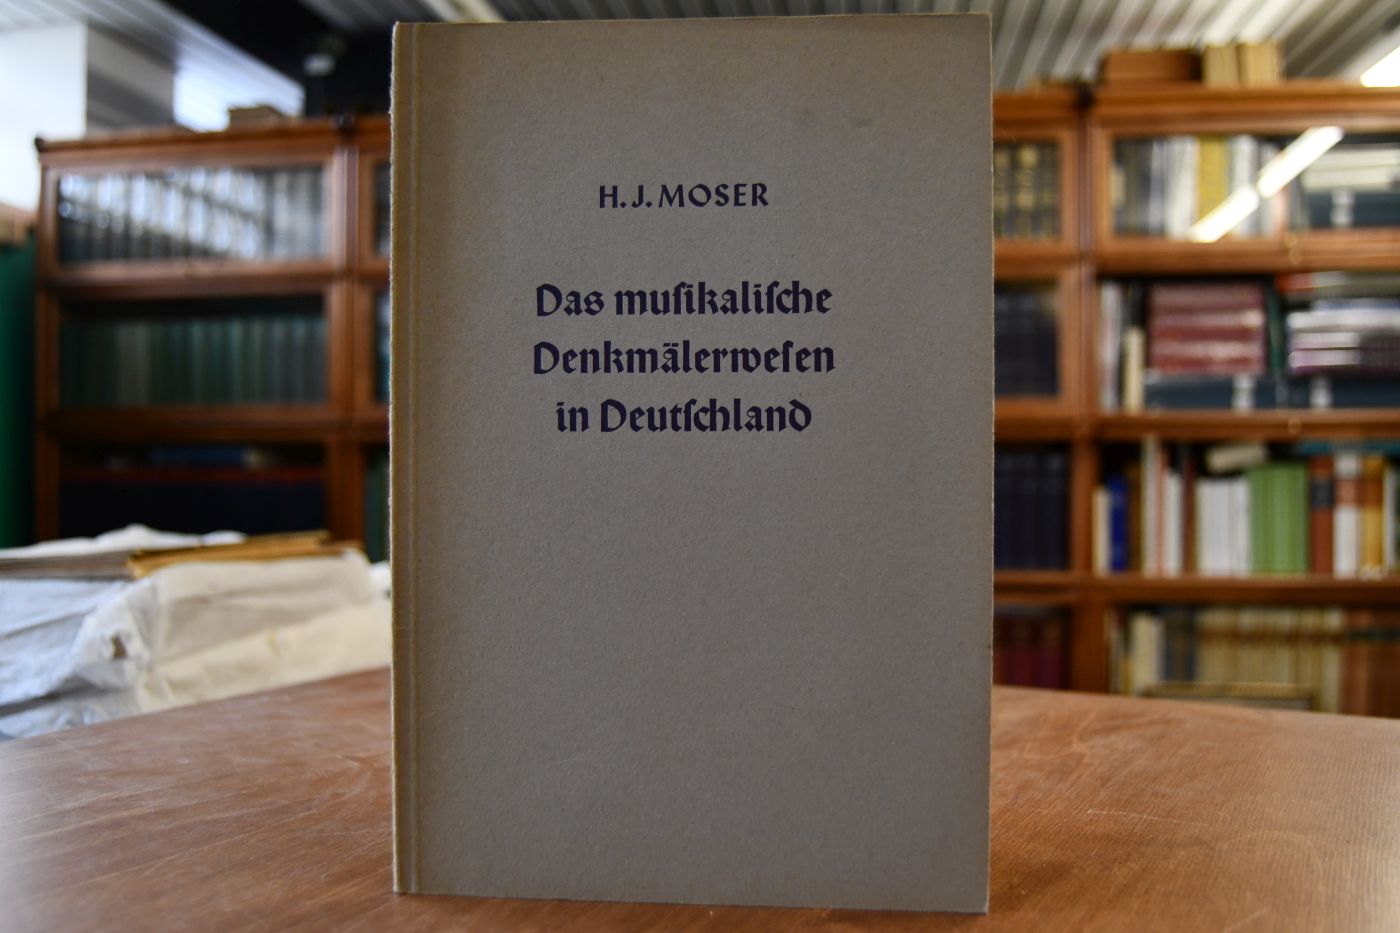 H. J. MOSER
Das muſikaliſche
Denkmälerweſen
in Deutſchland